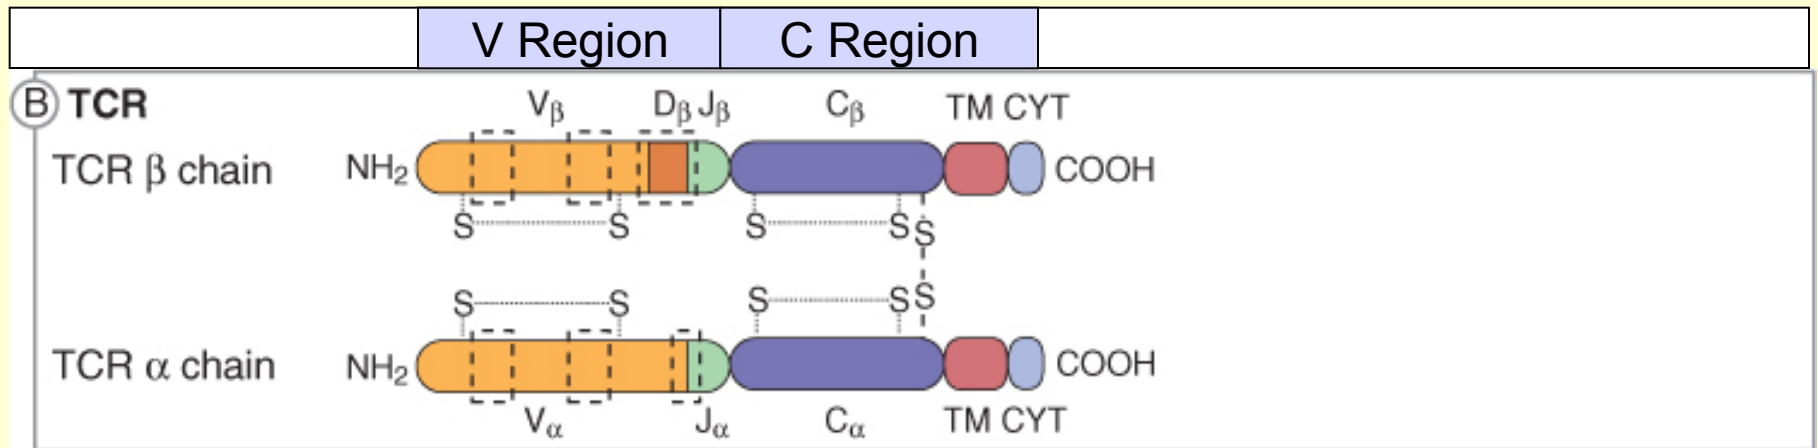 V Region C Region
B TCR
Vβ Dβ Jβ Cβ TM CYT
TCR β chain NH₂ COOH
S S S S S
S S S S S
TCR α chain NH₂ COOH
Vα Jα Cα TM CYT